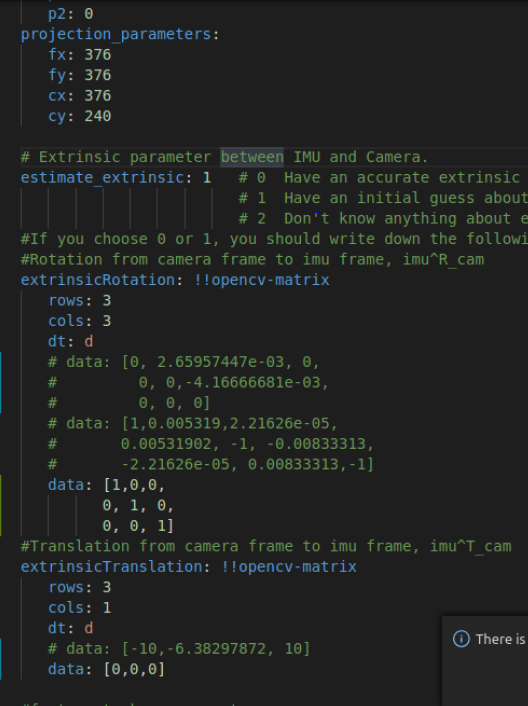 p2: 0
projection_parameters:
fx: 376
fy: 376
cx: 376
cy: 240
# Extrinsic parameter between IMU and Camera.
estimate_extrinsic: 1 # 0 Have an accurate extrinsic
# 1 Have an initial guess about
# 2 Don't know anything about e
#If you choose 0 or 1, you should write down the followi
#Rotation from camera frame to imu frame, imu^R_cam
extrinsicRotation: !!opencv-matrix
rows: 3
cols: 3
dt: d
# data: [0, 2.65957447e-03, 0,
# 0, 0,-4.16666681e-03,
# 0, 0, 0]
# data: [1,0.005319,2.21626e-05,
# 0.00531902, -1, -0.00833313,
# -2.21626e-05, 0.00833313,-1]
data: [1,0,0,
0, 1, 0,
0, 0, 1]
#Translation from camera frame to imu frame, imu^T_cam
extrinsicTranslation: !!opencv-matrix
rows: 3
cols: 1
dt: d
# data: [-10,-6.38297872, 10]
data: [0,0,0]
There is